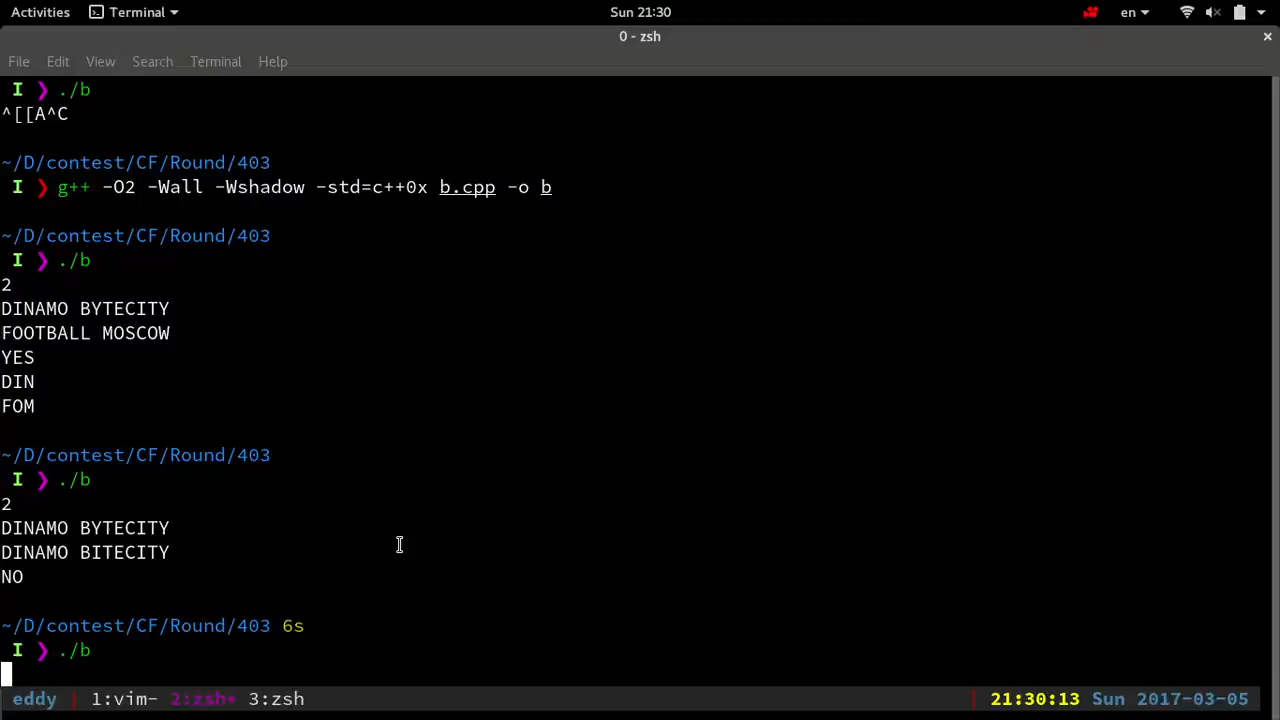 Activities Terminal Sun 21:30 en
0 - zsh
File Edit View Search Terminal Help
I ❯ ./b
^[[A^C
~/D/contest/CF/Round/403
I ❯ g++ -O2 -Wall -Wshadow -std=c++0x b.cpp -o b
~/D/contest/CF/Round/403
I ❯ ./b
2
DINAMO BYTECITY
FOOTBALL MOSCOW
YES
DIN
FOM
~/D/contest/CF/Round/403
I ❯ ./b
2
DINAMO BYTECITY
DINAMO BITECITY
NO
~/D/contest/CF/Round/403 6s
I ❯ ./b
eddy 1:vim- 2:zsh* 3:zsh 21:30:13 Sun 2017-03-05